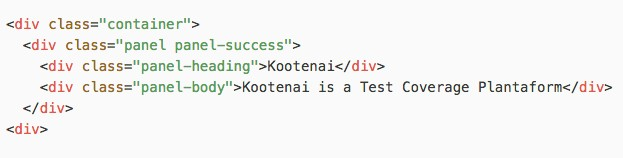 <div class="container">
  <div class="panel panel-success">
    <div class="panel-heading">Kootenai</div>
    <div class="panel-body">Kootenai is a Test Coverage Plantaform</div>
  </div>
<div>